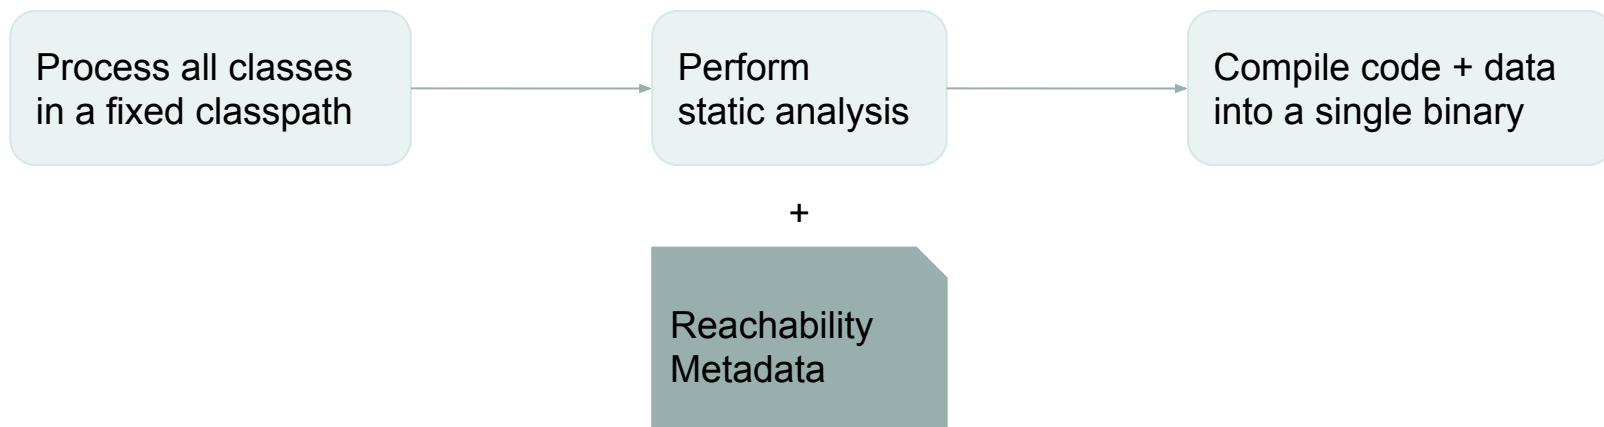 Process all classes
in a fixed classpath
Perform
static analysis
Compile code + data
into a single binary
+
Reachability
Metadata